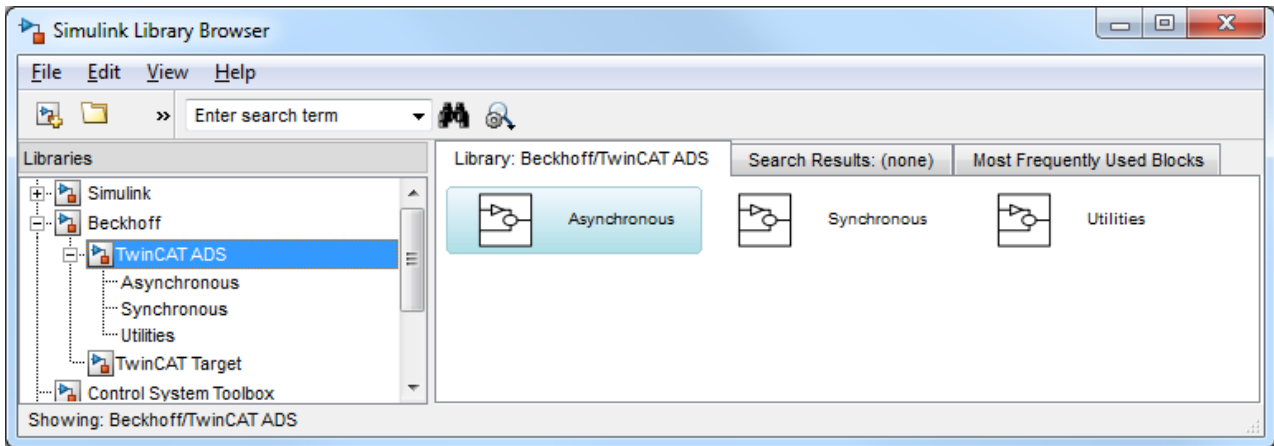 Simulink Library Browser
File Edit View Help
» Enter search term
Libraries
Library: Beckhoff/TwinCAT ADS Search Results: (none) Most Frequently Used Blocks
Simulink
Beckhoff
TwinCAT ADS
Asynchronous
Synchronous
Utilities
TwinCAT Target
Control System Toolbox
Asynchronous Synchronous Utilities
Showing: Beckhoff/TwinCAT ADS